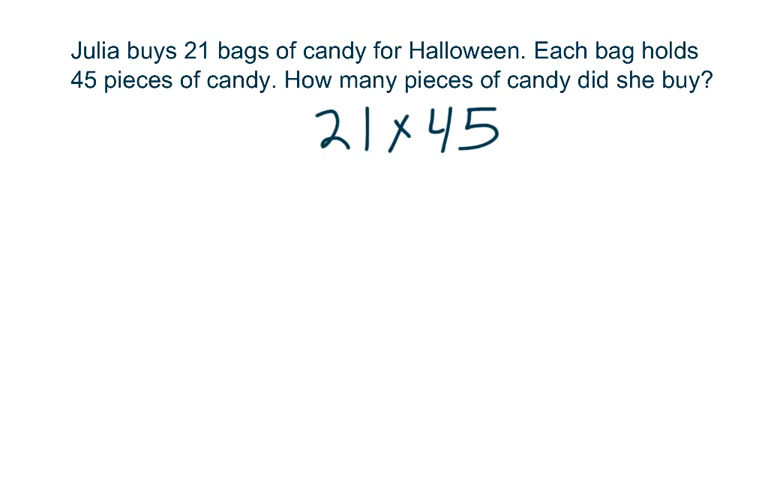 Julia buys 21 bags of candy for Halloween. Each bag holds
45 pieces of candy. How many pieces of candy did she buy?
21 x 45